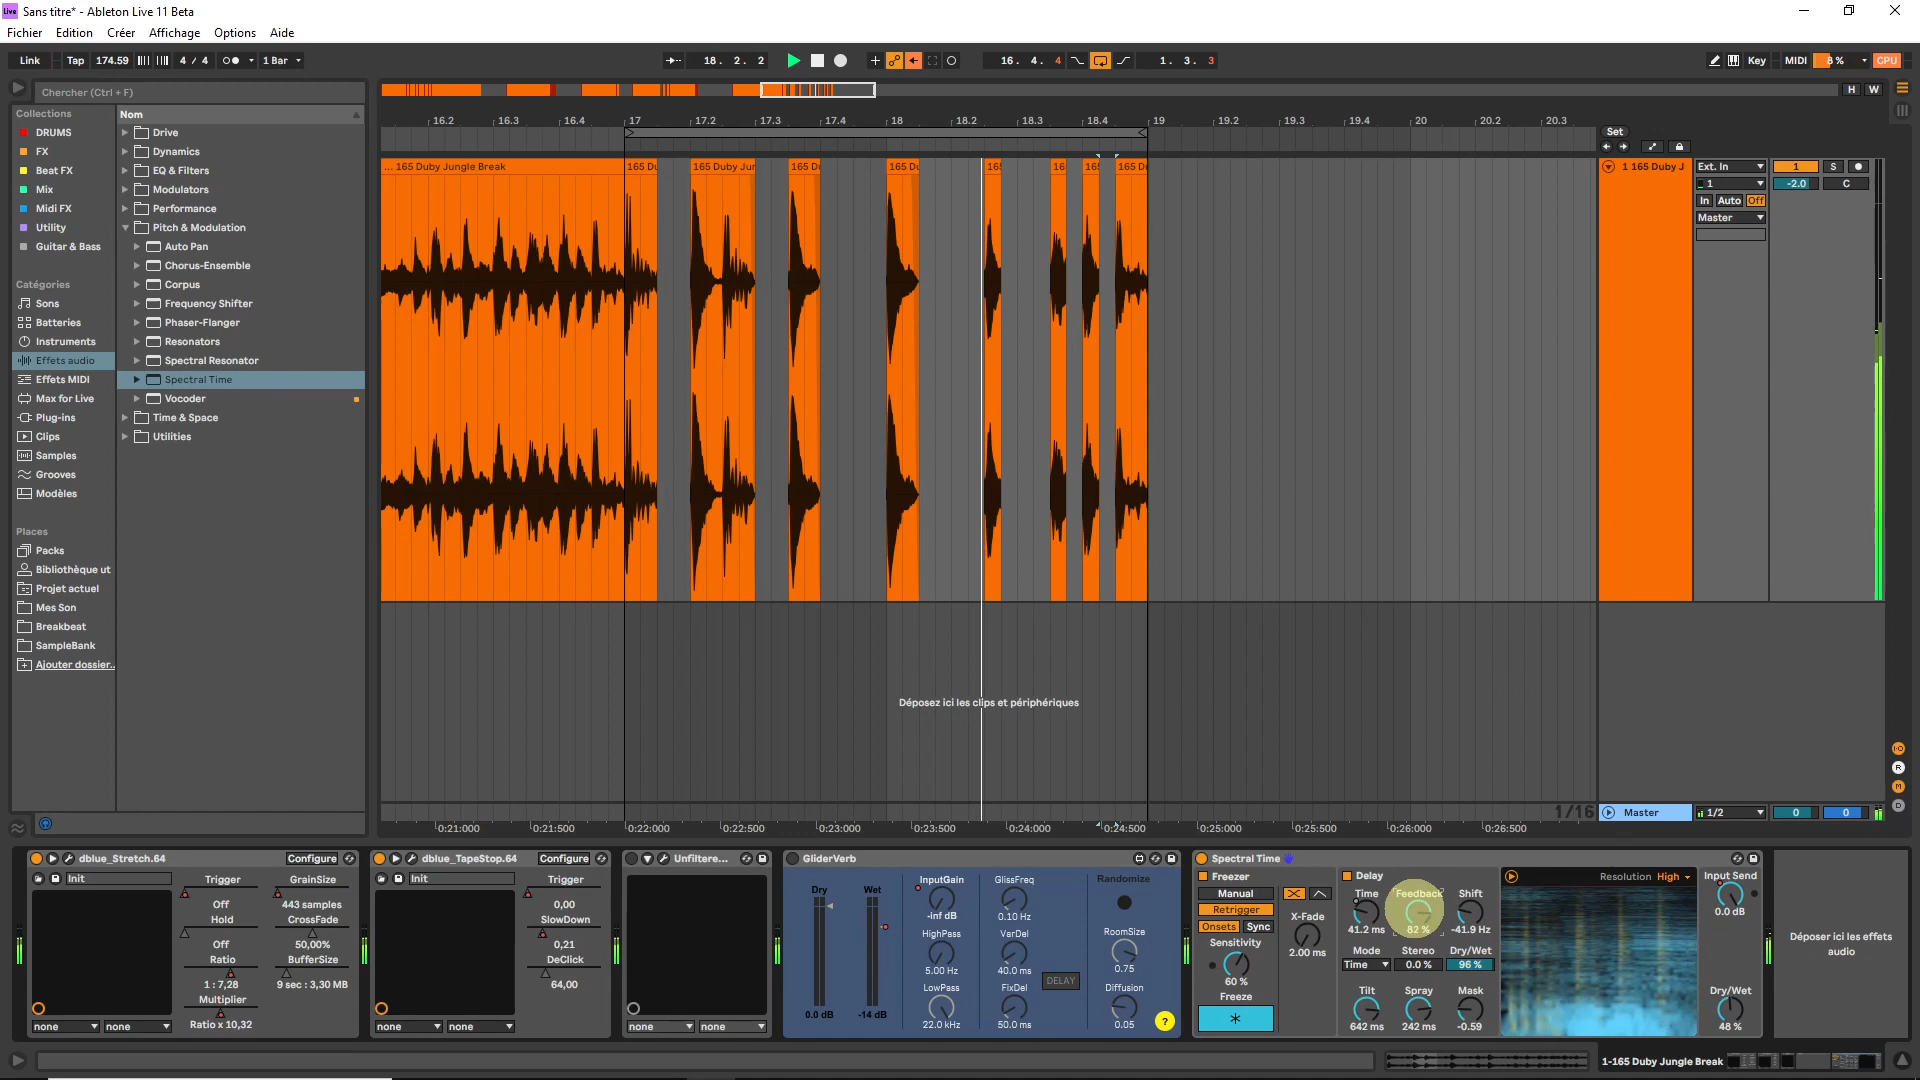 Live Sans titre* - Ableton Live 11 Beta
Fichier Edition Créer Affichage Options Aide
Link Tap 174.59 4 / 4 1 Bar 18. 2. 2 16. 4. 4 1. 3. 3 Key MIDI 8 % CPU
Chercher (Ctrl + F)
H W
Collections
DRUMS
FX
Beat FX
Mix
Midi FX
Utility
Guitar & Bass
Catégories
Sons
Batteries
Instruments
Effets audio
Effets MIDI
Max for Live
Plug-ins
Clips
Samples
Grooves
Modèles
Places
Packs
Bibliothèque ut
Projet actuel
Mes Son
Breakbeat
SampleBank
Ajouter dossier..
Nom
Drive
Dynamics
EQ & Filters
Modulators
Performance
Pitch & Modulation
Auto Pan
Chorus-Ensemble
Corpus
Frequency Shifter
Phaser-Flanger
Resonators
Spectral Resonator
Spectral Time
Vocoder
Time & Space
Utilities
16.2 16.3 16.4 17 17.2 17.3 17.4 18 18.2 18.3 18.4 19 19.2 19.3 19.4 20 20.2 20.3
Set
... 165 Duby Jungle Break 165 Du 165 Duby Jur 165 Du 165 Du 165 16 165 165 D
1 165 Duby J
Ext. In 1 S
1 -2.0 C
In Auto Off
Master
Déposez ici les clips et périphériques
1/16
Master 1/2 0 0
R
M
D
0:21:000 0:21:500 0:22:000 0:22:500 0:23:000 0:23:500 0:24:000 0:24:500 0:25:000 0:25:500 0:26:000 0:26:500
dblue_Stretch.64 Configure
Init
Trigger
Off
Hold
Off
Ratio
1 : 7,28
Multiplier
Ratio x 10,32
GrainSize
443 samples
CrossFade
50,00%
BufferSize
9 sec : 3,30 MB
none none
dblue_TapeStop.64 Configure
Init
Trigger
0,00
SlowDown
0,21
DeClick
64,00
none none
Unfiltere...
none none
GliderVerb
Dry
0.0 dB
Wet
-14 dB
InputGain
-inf dB
HighPass
5.00 Hz
LowPass
22.0 kHz
GlissFreq
0.10 Hz
VarDel
40.0 ms
FixDel
50.0 ms
DELAY
Randomize
RoomSize
0.75
Diffusion
0.05
?
Spectral Time
Freezer
Manual
Retrigger
Onsets Sync
Sensitivity
60 %
Freeze
X-Fade
2.00 ms
Delay
Time Feedback Shift
41.2 ms 82 % -41.9 Hz
Mode Stereo Dry/Wet
Time 0.0 % 96 %
Tilt Spray Mask
642 ms 242 ms -0.59
Resolution High
Input Send
0.0 dB
Dry/Wet
48 %
Déposer ici les effets
audio
1-165 Duby Jungle Break